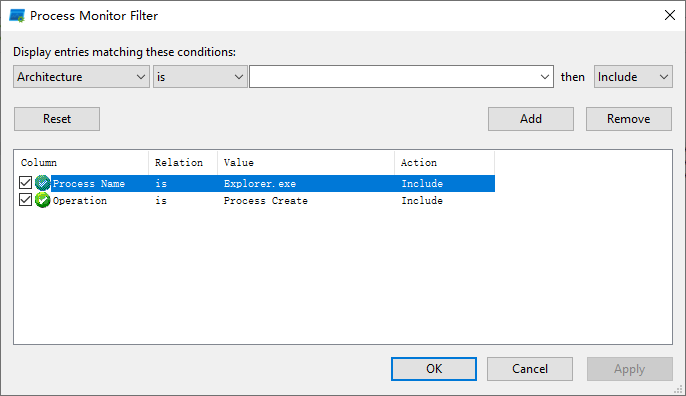 Process Monitor Filter
Display entries matching these conditions:
Architecture is then Include
Reset Add Remove
Column Relation Value Action
Process Name is Explorer.exe Include
Operation is Process Create Include
OK Cancel Apply